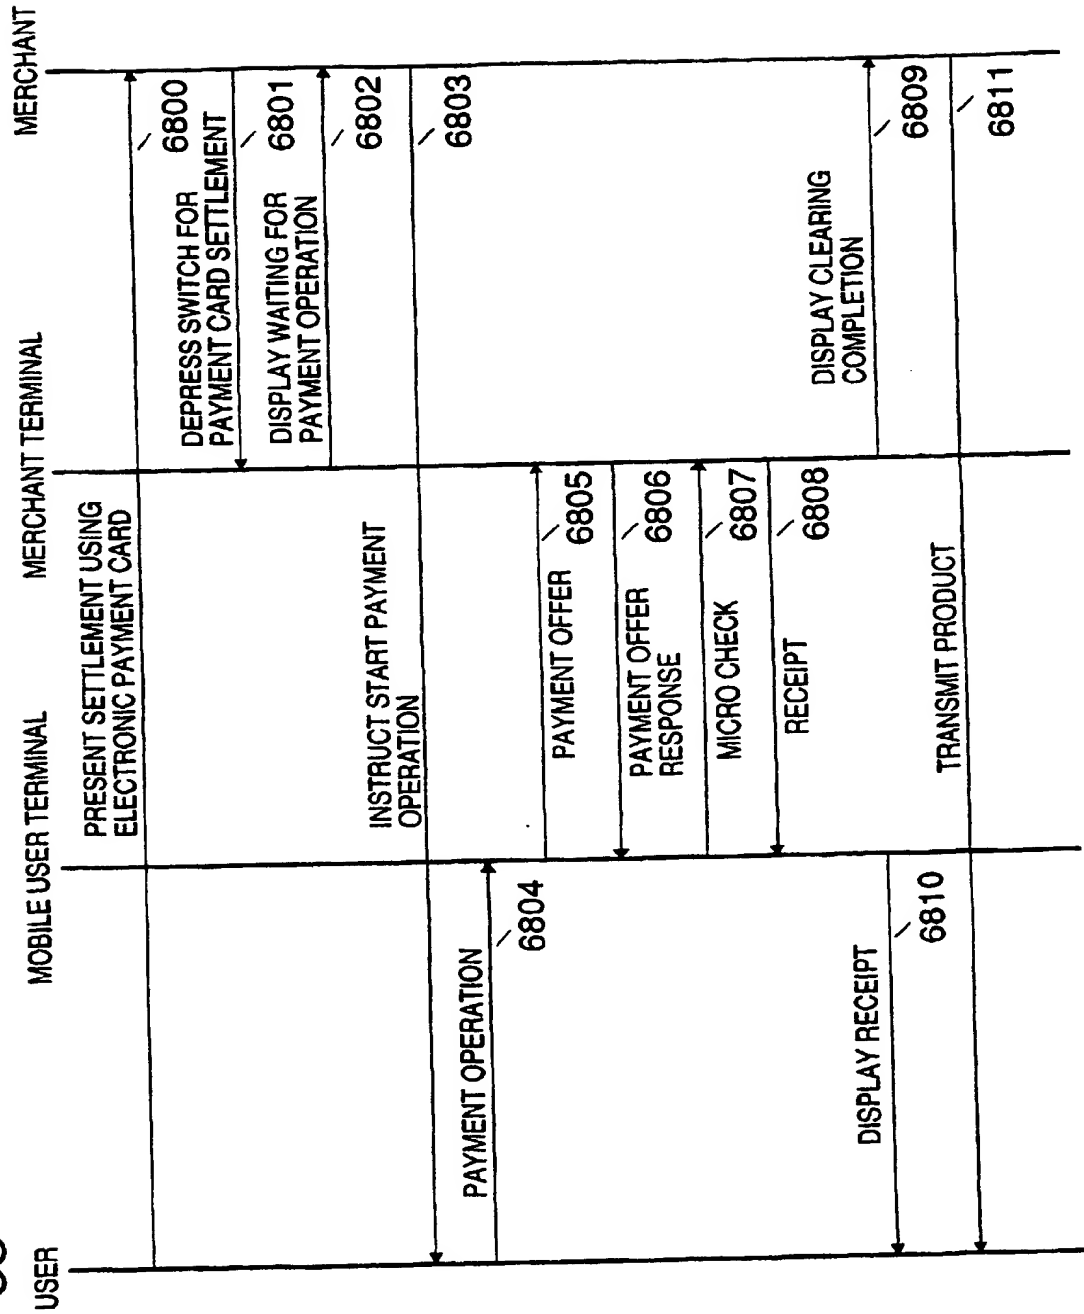 USER
MOBILE USER TERMINAL
MERCHANT TERMINAL
MERCHANT
PRESENT SETTLEMENT USING
ELECTRONIC PAYMENT CARD
6800
DEPRESS SWITCH FOR
PAYMENT CARD SETTLEMENT
6801
DISPLAY WAITING FOR
PAYMENT OPERATION
6802
INSTRUCT START PAYMENT
OPERATION
6803
PAYMENT OPERATION
6804
PAYMENT OFFER
6805
PAYMENT OFFER
RESPONSE
6806
MICRO CHECK
6807
RECEIPT
6808
DISPLAY CLEARING
COMPLETION
6809
DISPLAY RECEIPT
6810
TRANSMIT PRODUCT
6811